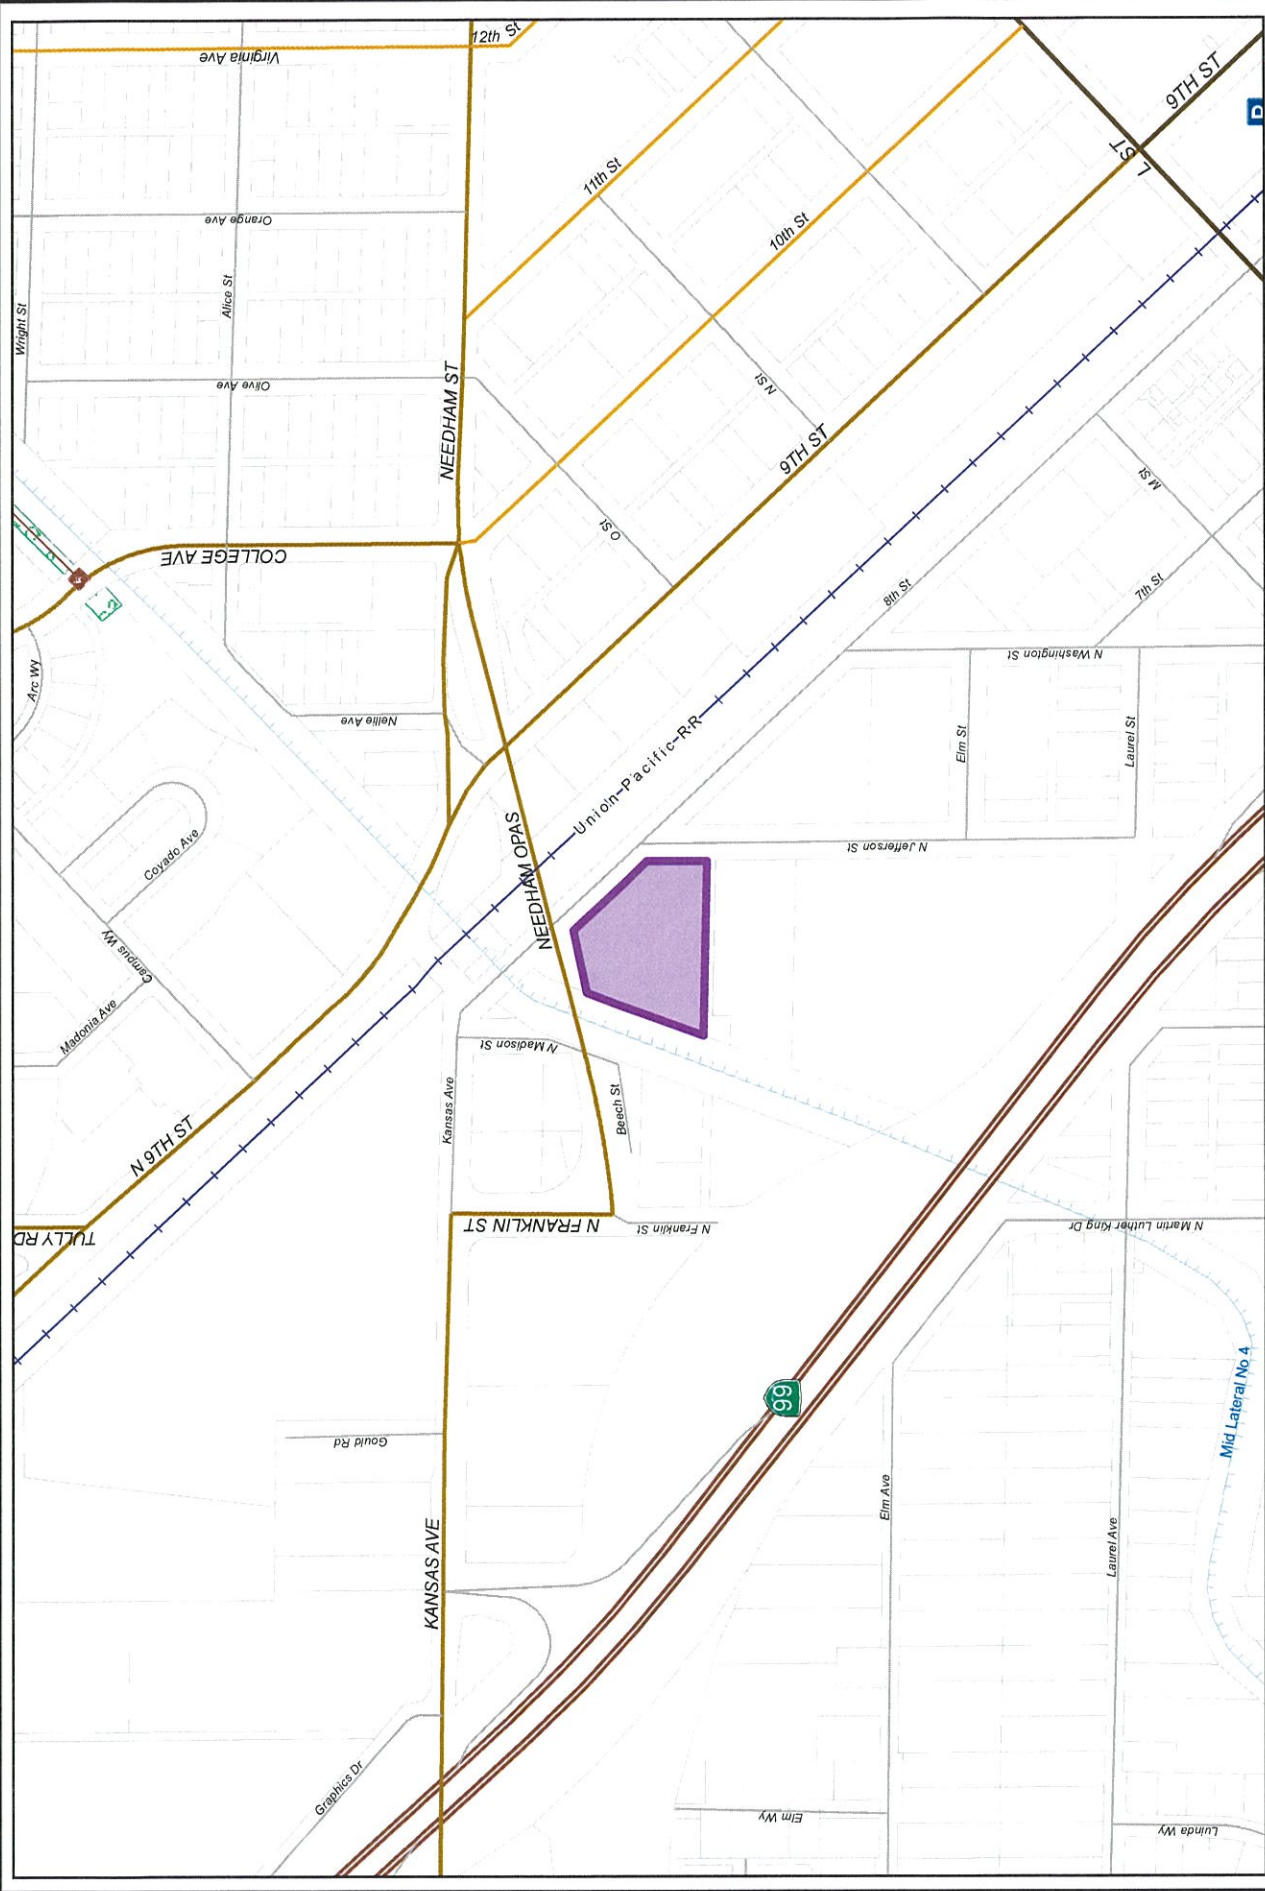 12th St
Virginia Ave
9TH ST
L ST
11th St
Orange Ave
10th St
Wright St
Alice St
Olive Ave
N St
NEEDHAM ST
9TH ST
M St
O St
COLLEGE AVE
8th St
7th St
N Washington St
Arc Wy
Nellie Ave
Union Pacific RR
Elm St
Laurel St
Covado Ave
NEEDHAM OPAS
N Jefferson St
Campus Wy
Madonia Ave
N Madison St
Kansas Ave
Beech St
N 9TH ST
TULLY RD
N FRANKLIN ST
N Franklin St
N Martin Luther King Dr
99
Mid Lateral No 4
Gould Rd
KANSAS AVE
Elm Ave
Laurel Ave
Graphics Dr
Elm Wy
Luinda Wy